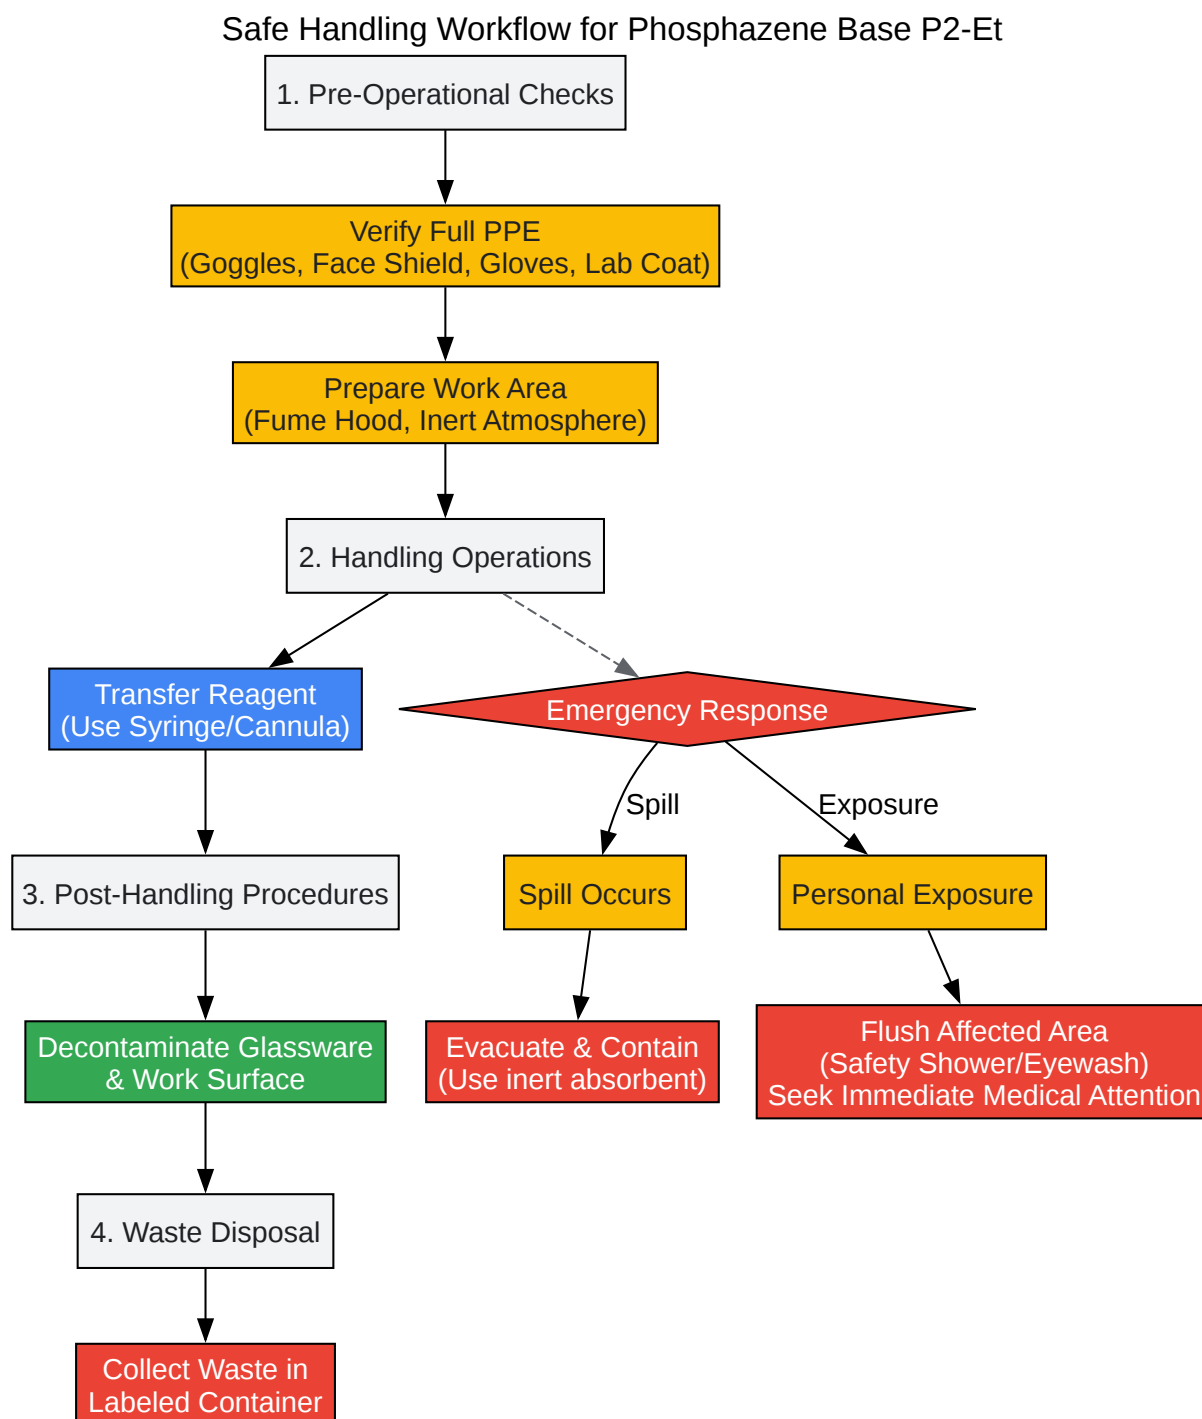 Safe Handling Workflow for Phosphazene Base P2-Et
1. Pre-Operational Checks
Verify Full PPE
(Goggles, Face Shield, Gloves, Lab Coat)
Prepare Work Area
(Fume Hood, Inert Atmosphere)
2. Handling Operations
Transfer Reagent
(Use Syringe/Cannula)
Emergency Response
Spill
Exposure
3. Post-Handling Procedures
Spill Occurs
Personal Exposure
Decontaminate Glassware
& Work Surface
Evacuate & Contain
(Use inert absorbent)
Flush Affected Area
(Safety Shower/Eyewash)
Seek Immediate Medical Attention
4. Waste Disposal
Collect Waste in
Labeled Container